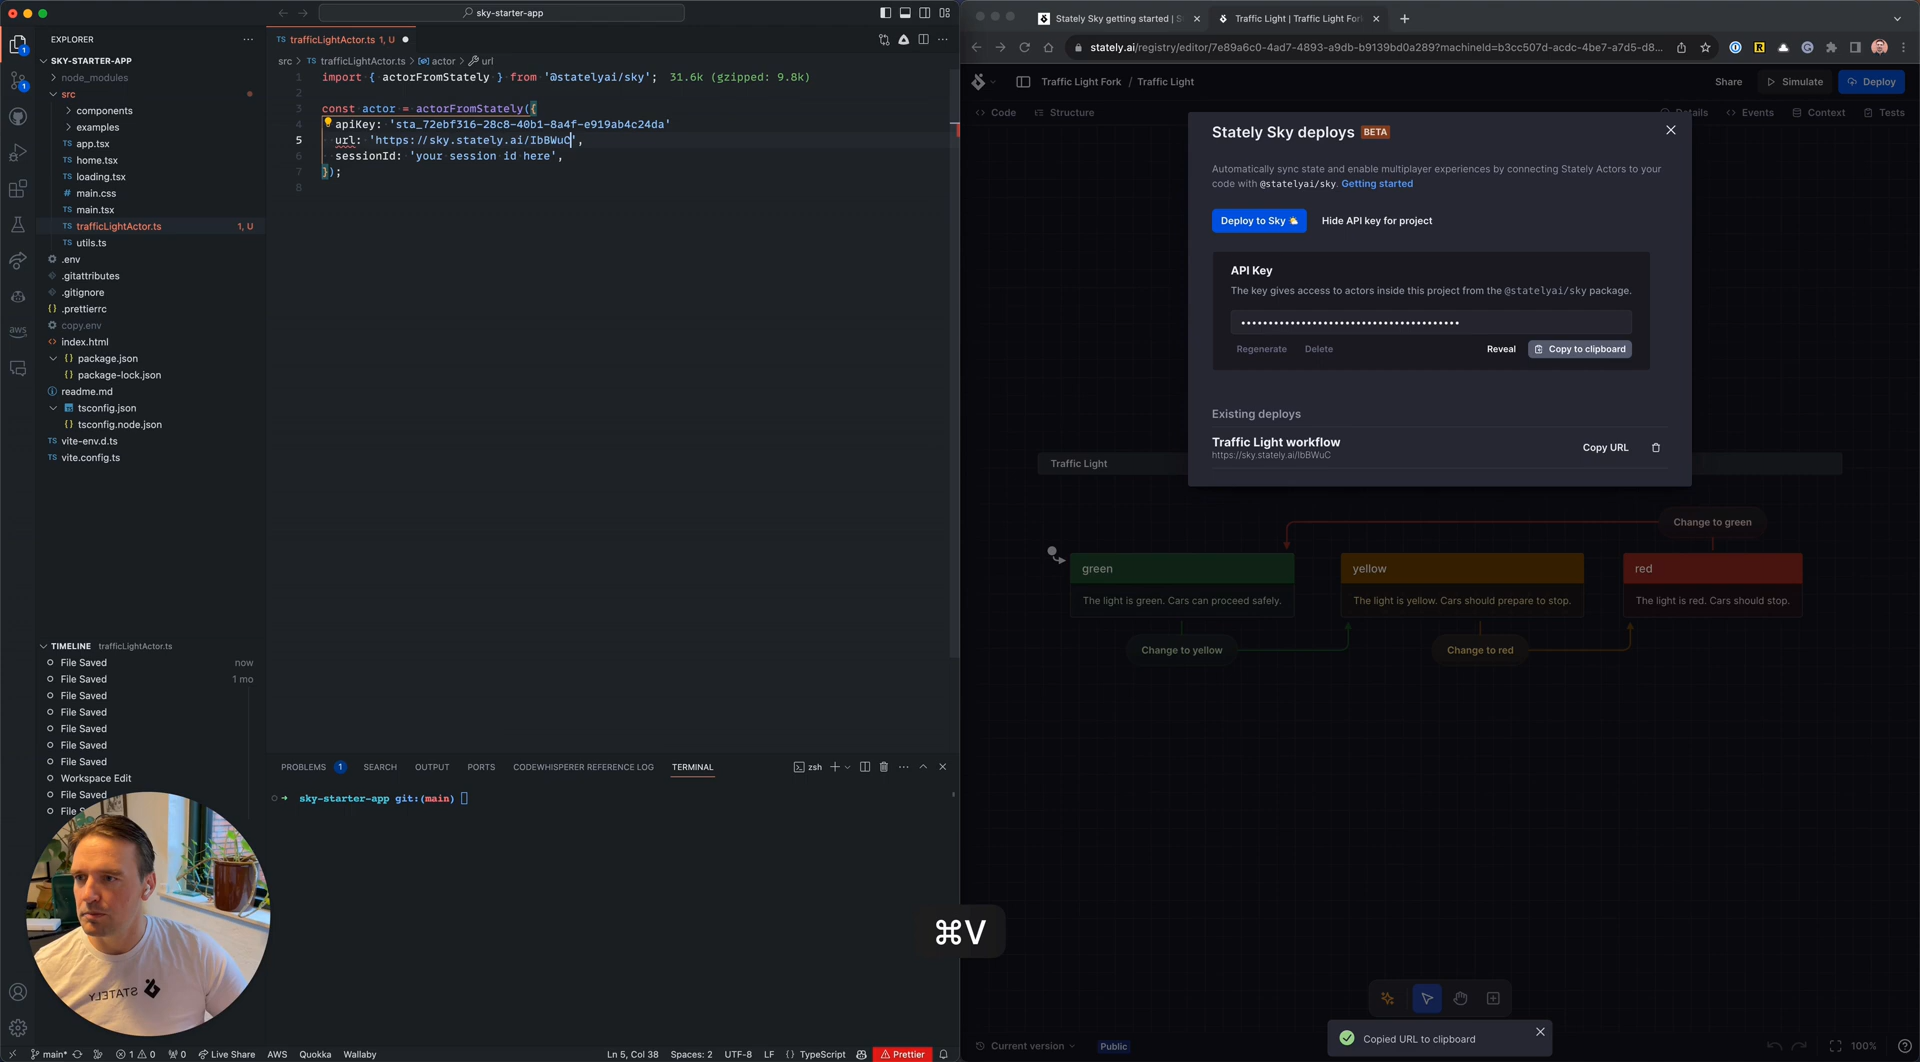 sky-starter-app
EXPLORER
SKY-STARTER-APP
node_modules
src
components
examples
app.tsx
home.tsx
loading.tsx
main.css
main.tsx
trafficLightActor.ts 1, U
utils.ts
.env
.gitattributes
.gitignore
.prettierrc
copy.env
index.html
package.json
package-lock.json
readme.md
tsconfig.json
tsconfig.node.json
vite-env.d.ts
vite.config.ts
TIMELINE trafficLightActor.ts
File Saved now
File Saved 1 mo
File Saved
File Saved
File Saved
File Saved
File Saved
Workspace Edit
File Saved
trafficLightActor.ts 1, U
src > trafficLightActor.ts > actor > url
1 import { actorFromStately } from '@statelyai/sky'; 31.6k (gzipped: 9.8k)
2
3 const actor = actorFromStately({
4 apiKey: 'sta_72ebf316-28c8-40b1-8a4f-e919ab4c24da'
5 url: 'https://sky.stately.ai/IbBWuC',
6 sessionId: 'your session id here',
7 });
8
PROBLEMS 1 SEARCH OUTPUT PORTS CODEWHISPERER REFERENCE LOG TERMINAL zsh
sky-starter-app git:(main)
STATELY
main* 1 0 0 Live Share AWS Quokka Wallaby Ln 5, Col 38 Spaces: 2 UTF-8 LF TypeScript Prettier
⌘V
Stately Sky getting started | S
Traffic Light | Traffic Light Fork
stately.ai/registry/editor/7e89a6c0-4ad7-4893-a9db-b9139bd0a289?machineId=b3cc507d-acdc-4be7-a7d5-d8...
Traffic Light Fork / Traffic Light Share Simulate Deploy
Code Structure Details Events Context Tests
Stately Sky deploys BETA
Automatically sync state and enable multiplayer experiences by connecting Stately Actors to your
code with @statelyai/sky. Getting started
Deploy to Sky Hide API key for project
API Key
The key gives access to actors inside this project from the @statelyai/sky package.
Regenerate Delete Reveal Copy to clipboard
Existing deploys
Traffic Light workflow
https://sky.stately.ai/IbBWuC
Copy URL
Traffic Light
Change to green
green
The light is green. Cars can proceed safely.
yellow
The light is yellow. Cars should prepare to stop.
red
The light is red. Cars should stop.
Change to yellow
Change to red
Copied URL to clipboard
Current version Public 100%